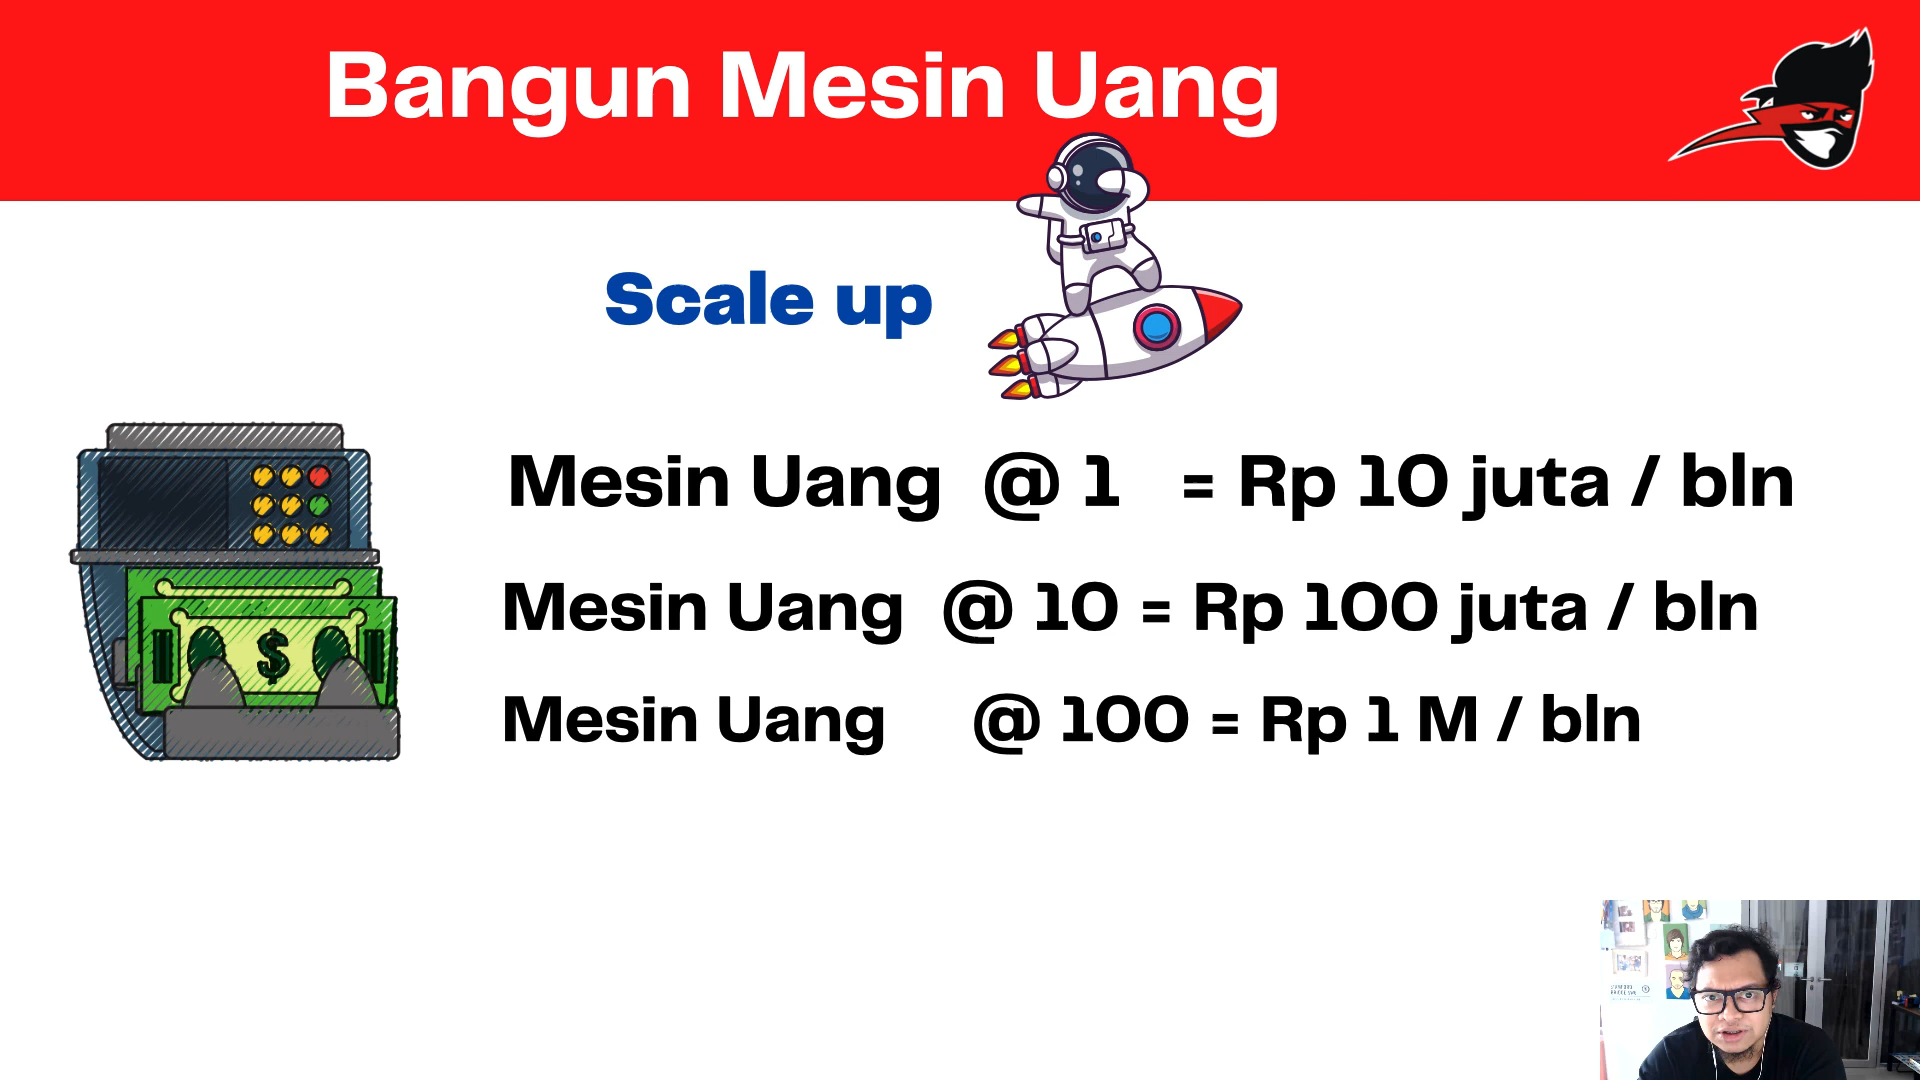 Bangun Mesin Uang
Scale up
Mesin Uang @ 1 = Rp 10 juta / bln
Mesin Uang @ 10 = Rp 100 juta / bln
$
Mesin Uang @ 100 = Rp 1 M / bln